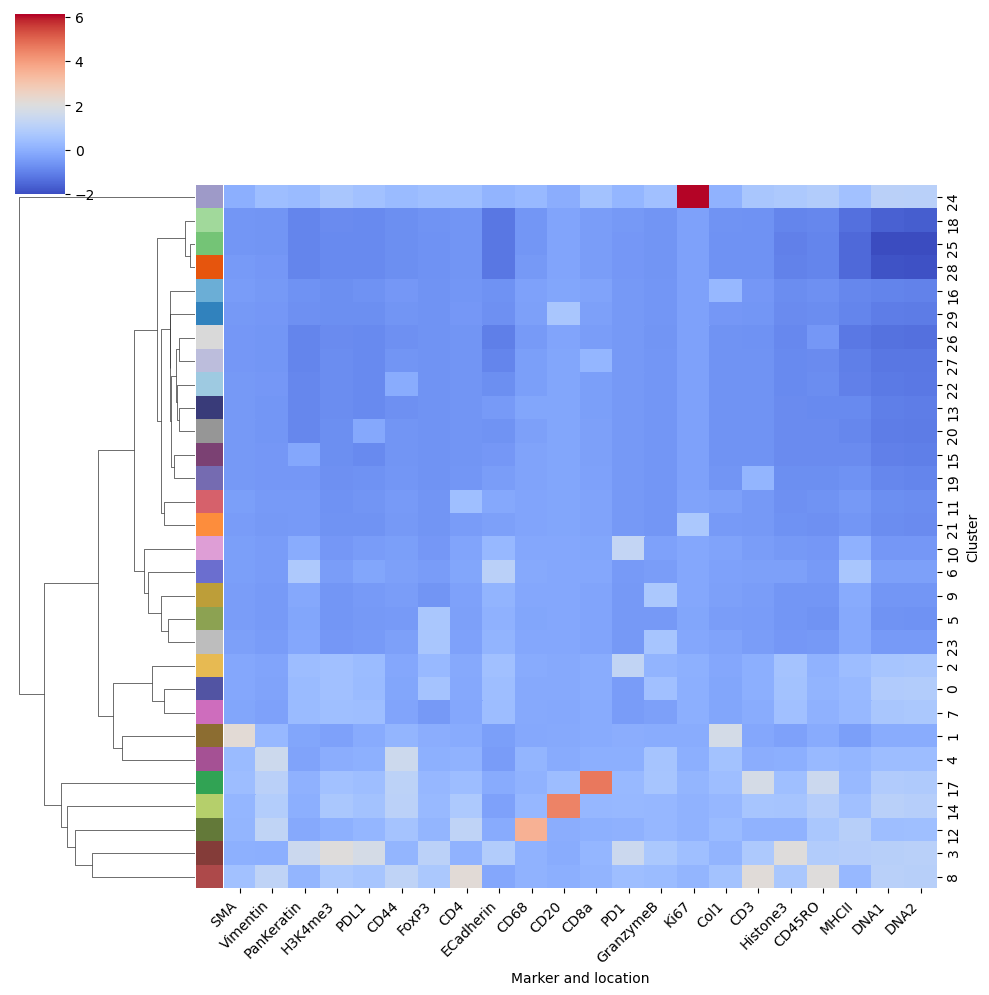 6
4
2
0
−2
24
18
25
28
16
29
26
27
22
13
20
15
19
11
21
10
6
9
5
23
2
0
7
1
4
17
14
12
3
8
Cluster
SMA
Vimentin
PanKeratin
H3K4me3
PDL1
CD44
FoxP3
CD4
ECadherin
CD68
CD20
CD8a
PD1
GranzymeB
Ki67
Col1
CD3
Histone3
CD45RO
MHCII
DNA1
DNA2
Marker and location